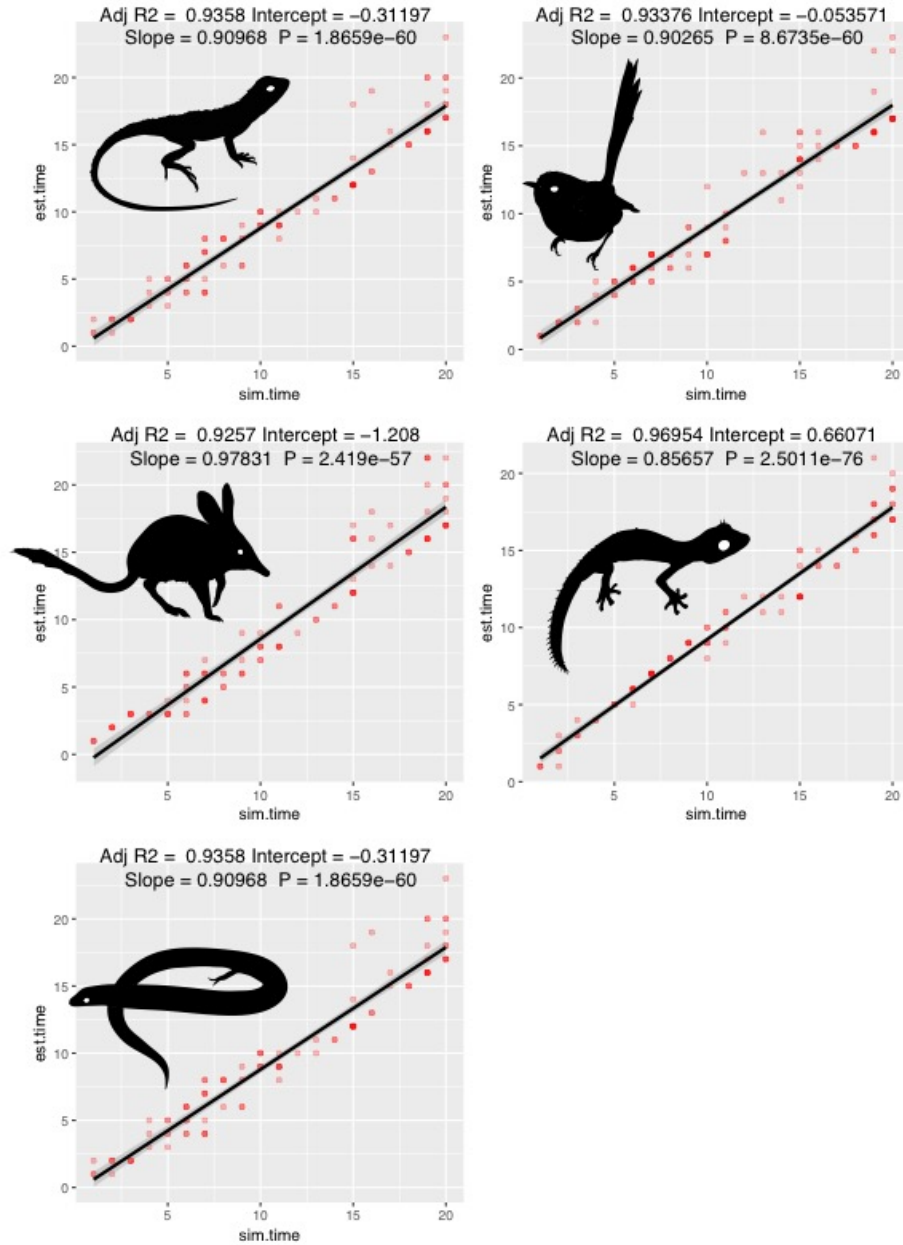 Adj R2 =  0.9358 Intercept = −0.31197
Slope = 0.90968  P = 1.8659e−60
20
15
10
5
0
est.time
5 10 15 20
sim.time
Adj R2 =  0.93376 Intercept = −0.053571
Slope = 0.90265  P = 8.6735e−60
20
15
10
5
0
est.time
5 10 15 20
sim.time
Adj R2 =  0.9257 Intercept = −1.208
Slope = 0.97831  P = 2.419e−57
20
15
10
5
0
est.time
5 10 15 20
sim.time
Adj R2 =  0.96954 Intercept = 0.66071
Slope = 0.85657  P = 2.5011e−76
20
15
10
5
0
est.time
5 10 15 20
sim.time
Adj R2 =  0.9358 Intercept = −0.31197
Slope = 0.90968  P = 1.8659e−60
20
15
10
5
0
est.time
5 10 15 20
sim.time